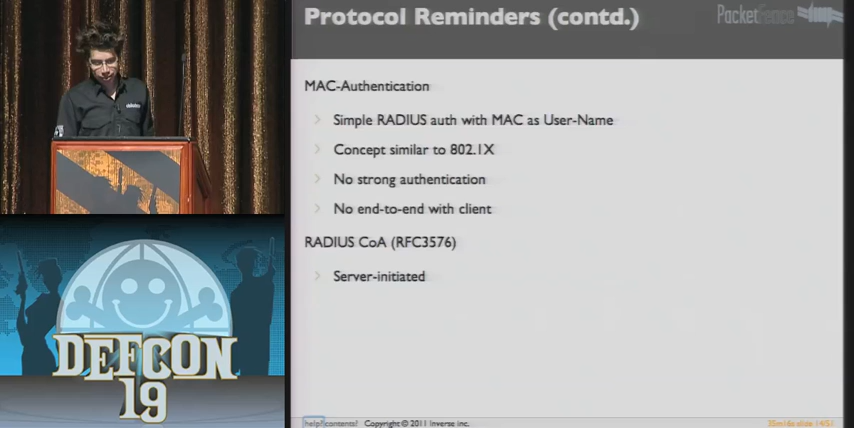 Protocol Reminders (contd.)
PacketFence
MAC-Authentication
Simple RADIUS auth with MAC as User-Name
Concept similar to 802.1X
No strong authentication
No end-to-end with client
RADIUS CoA (RFC3576)
Server-initiated
DEFCON
19
help? contents? Copyright © 2011 Inverse inc.